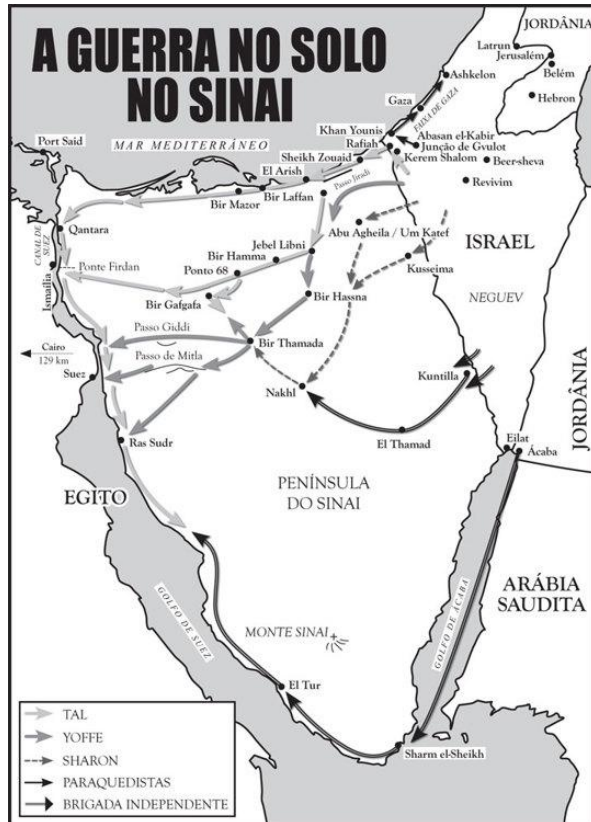 A GUERRA NO SOLO
NO SINAI
JORDÂNIA
Latrun
Jerusalém
Belém
Ashkelon
Hebron
Gaza
FAIXA DE GAZA
Khan Younis
Abasan el-Kabir
Rafiah
Junção de Gvulot
Kerem Shalom
Beer-sheva
Port Said
MAR MEDITERRÂNEO
Sheikh Zouaid
El Arish
Revivim
Passo Jiradi
Bir Laffan
Bir Mazor
Qantara
Abu Agheila / Um Katef
ISRAEL
CANAL DE
SUEZ
Jebel Libni
Bir Hamma
Kusseima
Ponte Firdan
Ponto 68
Ismaília
Bir Gafgafa
Bir Hassna
NEGUEV
Passo Giddi
Cairo
129 km
Passo de Mitla
Bir Thamada
Suez
Nakhl
Kuntilla
JORDÂNIA
El Thamad
Ras Sudr
Eilat
Ácaba
EGITO
PENÍNSULA
DO SINAI
ARÁBIA
SAUDITA
GOLFO DE ÁCABA
GOLFO DE SUEZ
MONTE SINAI
El Tur
Sharm el-Sheikh
TAL
YOFFE
SHARON
PARAQUEDISTAS
BRIGADA INDEPENDENTE